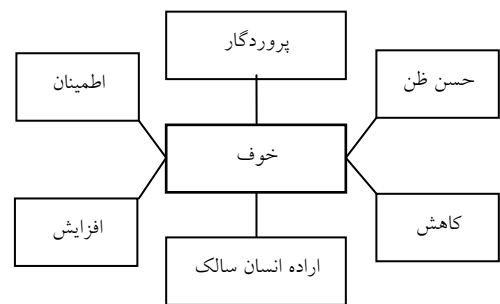 پروردگار
حسن ظن
اطمینان
خوف
کاهش
افزایش
اراده انسان سالک